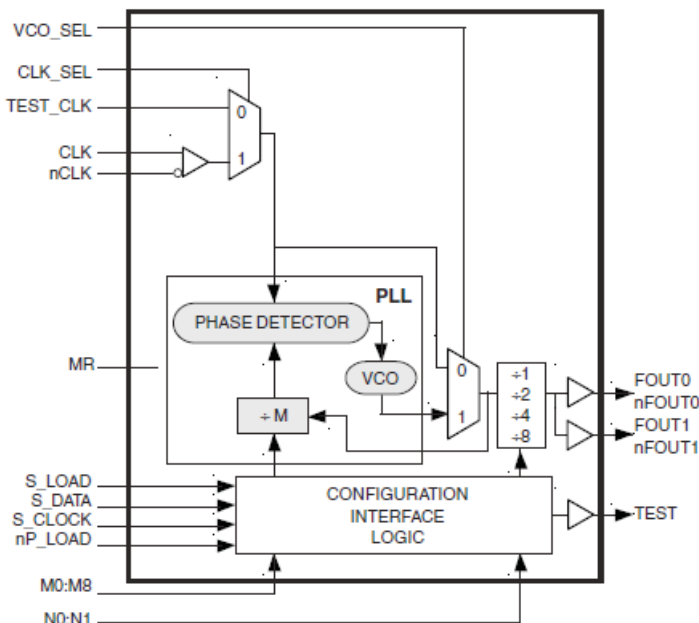 VCO_SEL
CLK_SEL
TEST_CLK
0
CLK
1
nCLK
PLL
PHASE DETECTOR
MR
VCO
0
1
÷1
÷2
÷4
÷8
FOUT0
nFOUT0
FOUT1
nFOUT1
÷ M
S_LOAD
S_DATA
S_CLOCK
nP_LOAD
CONFIGURATION
INTERFACE
LOGIC
TEST
M0:M8
N0:N1